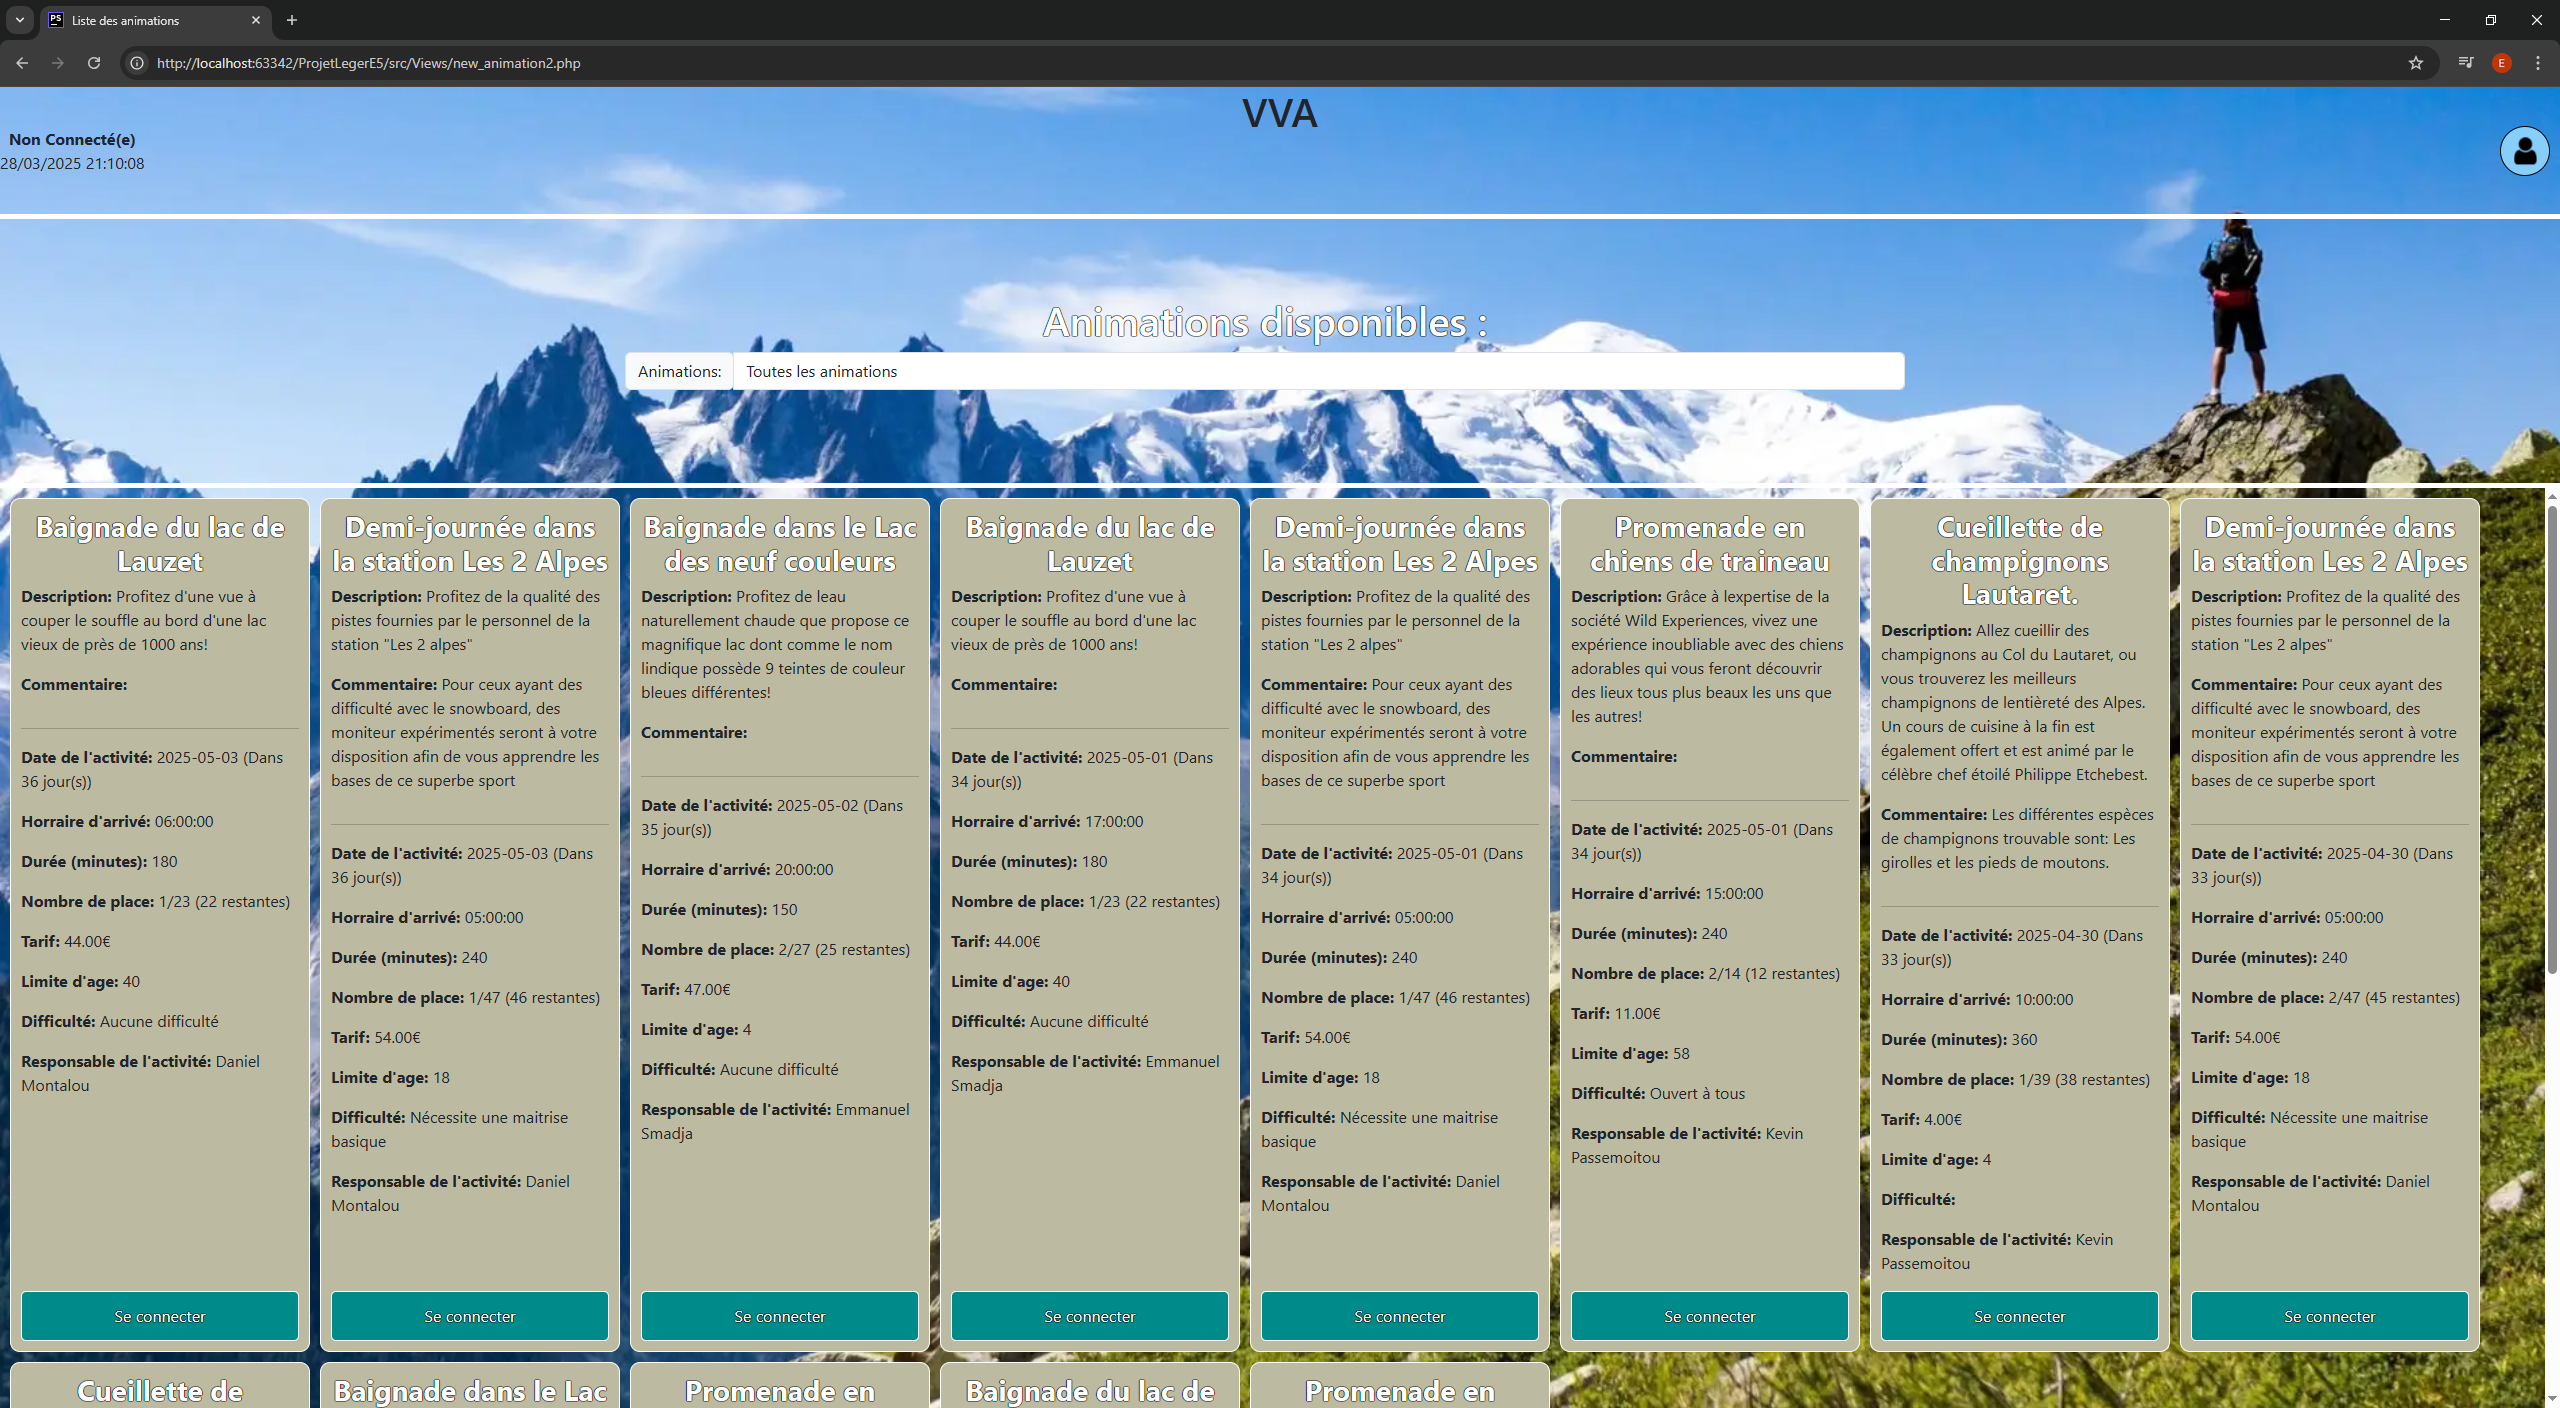 Liste des animations
http://localhost:63342/ProjetLegerE5/src/Views/new_animation2.php
E
VVA
Non Connecté(e)
28/03/2025 21:10:08
Animations disponibles :
Animations: Toutes les animations
Baignade du lac de
Lauzet
Description: Profitez d'une vue à
couper le souffle au bord d'une lac
vieux de près de 1000 ans!
Commentaire:
Date de l'activité: 2025-05-03 (Dans
36 jour(s))
Horraire d'arrivé: 06:00:00
Durée (minutes): 180
Nombre de place: 1/23 (22 restantes)
Tarif: 44.00€
Limite d'age: 40
Difficulté: Aucune difficulté
Responsable de l'activité: Daniel
Montalou
Se connecter
Demi-journée dans
la station Les 2 Alpes
Description: Profitez de la qualité des
pistes fournies par le personnel de la
station "Les 2 alpes"
Commentaire: Pour ceux ayant des
difficulté avec le snowboard, des
moniteur expérimentés seront à votre
disposition afin de vous apprendre les
bases de ce superbe sport
Date de l'activité: 2025-05-03 (Dans
36 jour(s))
Horraire d'arrivé: 05:00:00
Durée (minutes): 240
Nombre de place: 1/47 (46 restantes)
Tarif: 54.00€
Limite d'age: 18
Difficulté: Nécessite une maitrise
basique
Responsable de l'activité: Daniel
Montalou
Se connecter
Baignade dans le Lac
des neuf couleurs
Description: Profitez de leau
naturellement chaude que propose ce
magnifique lac dont comme le nom
lindique possède 9 teintes de couleur
bleues différentes!
Commentaire:
Date de l'activité: 2025-05-02 (Dans
35 jour(s))
Horraire d'arrivé: 20:00:00
Durée (minutes): 150
Nombre de place: 2/27 (25 restantes)
Tarif: 47.00€
Limite d'age: 4
Difficulté: Aucune difficulté
Responsable de l'activité: Emmanuel
Smadja
Se connecter
Baignade du lac de
Lauzet
Description: Profitez d'une vue à
couper le souffle au bord d'une lac
vieux de près de 1000 ans!
Commentaire:
Date de l'activité: 2025-05-01 (Dans
34 jour(s))
Horraire d'arrivé: 17:00:00
Durée (minutes): 180
Nombre de place: 1/23 (22 restantes)
Tarif: 44.00€
Limite d'age: 40
Difficulté: Aucune difficulté
Responsable de l'activité: Emmanuel
Smadja
Se connecter
Demi-journée dans
la station Les 2 Alpes
Description: Profitez de la qualité des
pistes fournies par le personnel de la
station "Les 2 alpes"
Commentaire: Pour ceux ayant des
difficulté avec le snowboard, des
moniteur expérimentés seront à votre
disposition afin de vous apprendre les
bases de ce superbe sport
Date de l'activité: 2025-05-01 (Dans
34 jour(s))
Horraire d'arrivé: 05:00:00
Durée (minutes): 240
Nombre de place: 1/47 (46 restantes)
Tarif: 54.00€
Limite d'age: 18
Difficulté: Nécessite une maitrise
basique
Responsable de l'activité: Daniel
Montalou
Se connecter
Promenade en
chiens de traineau
Description: Grâce à lexpertise de la
société Wild Experiences, vivez une
expérience inoubliable avec des chiens
adorables qui vous feront découvrir
des lieux tous plus beaux les uns que
les autres!
Commentaire:
Date de l'activité: 2025-05-01 (Dans
34 jour(s))
Horraire d'arrivé: 15:00:00
Durée (minutes): 240
Nombre de place: 2/14 (12 restantes)
Tarif: 11.00€
Limite d'age: 58
Difficulté: Ouvert à tous
Responsable de l'activité: Kevin
Passemoitou
Se connecter
Cueillette de
champignons
Lautaret.
Description: Allez cueillir des
champignons au Col du Lautaret, ou
vous trouverez les meilleurs
champignons de lentièreté des Alpes.
Un cours de cuisine à la fin est
également offert et est animé par le
célèbre chef étoilé Philippe Etchebest.
Commentaire: Les différentes espèces
de champignons trouvable sont: Les
girolles et les pieds de moutons.
Date de l'activité: 2025-04-30 (Dans
33 jour(s))
Horraire d'arrivé: 10:00:00
Durée (minutes): 360
Nombre de place: 1/39 (38 restantes)
Tarif: 4.00€
Limite d'age: 4
Difficulté:
Responsable de l'activité: Kevin
Passemoitou
Se connecter
Demi-journée dans
la station Les 2 Alpes
Description: Profitez de la qualité des
pistes fournies par le personnel de la
station "Les 2 alpes"
Commentaire: Pour ceux ayant des
difficulté avec le snowboard, des
moniteur expérimentés seront à votre
disposition afin de vous apprendre les
bases de ce superbe sport
Date de l'activité: 2025-04-30 (Dans
33 jour(s))
Horraire d'arrivé: 05:00:00
Durée (minutes): 240
Nombre de place: 2/47 (45 restantes)
Tarif: 54.00€
Limite d'age: 18
Difficulté: Nécessite une maitrise
basique
Responsable de l'activité: Daniel
Montalou
Se connecter
Cueillette de
Baignade dans le Lac
Promenade en
Baignade du lac de
Promenade en